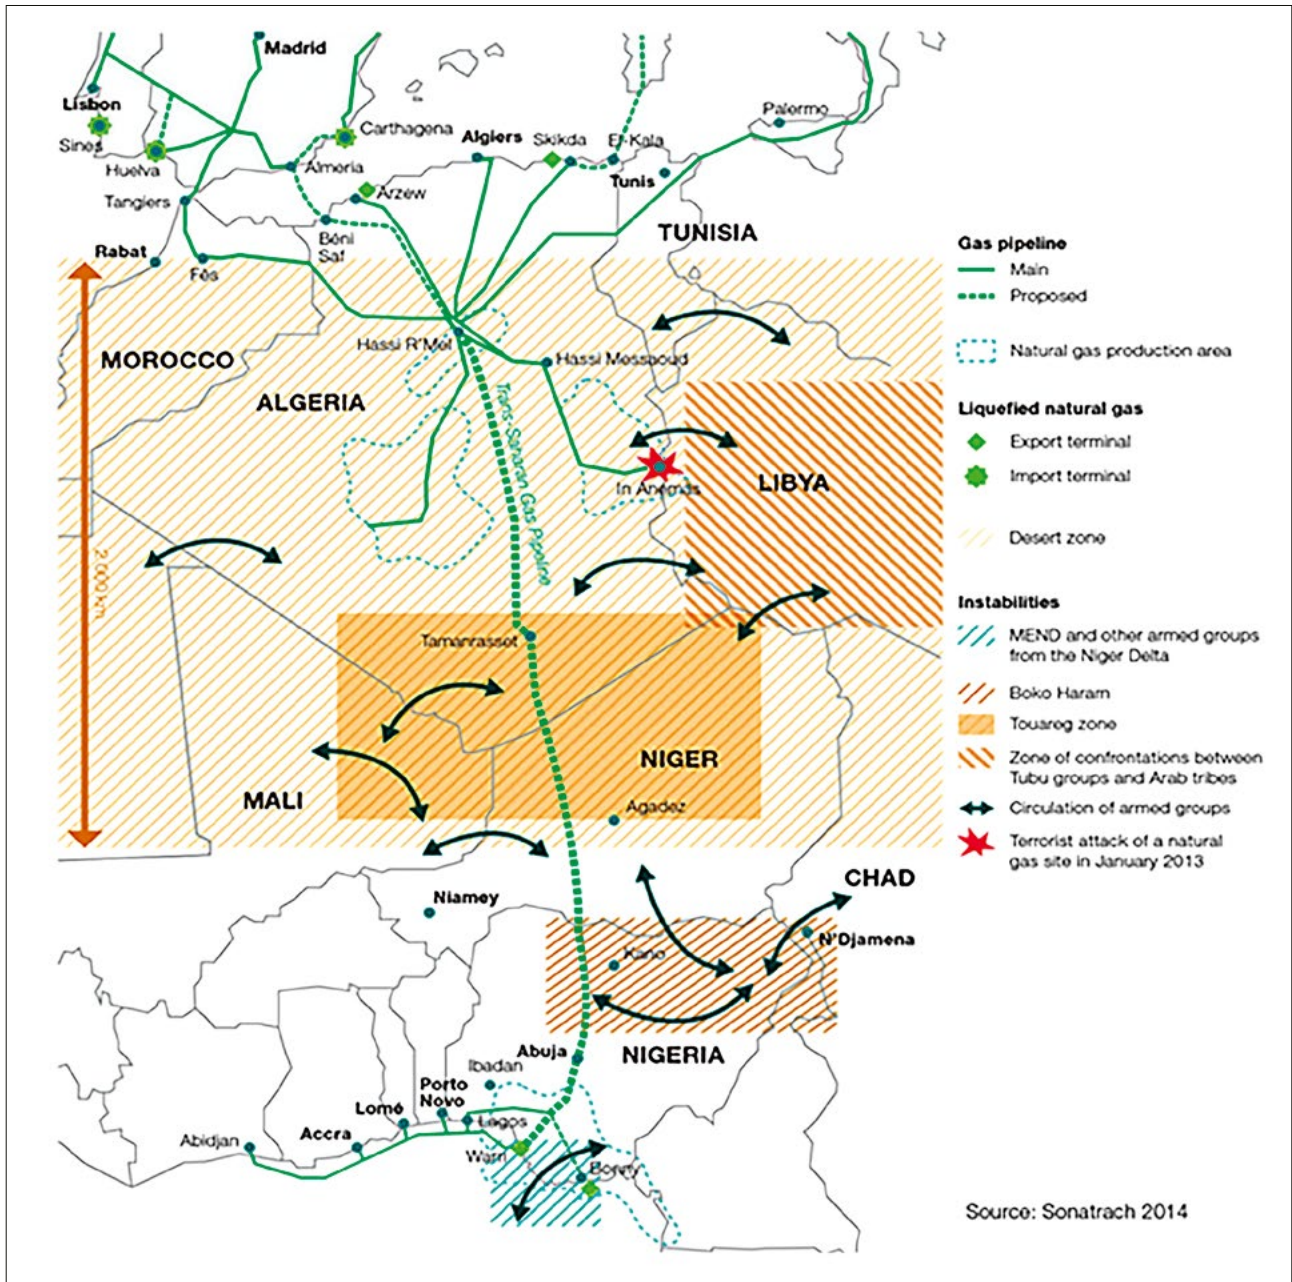 Madrid
Lisbon
Sines
Huelva
Carthagena
Almeria
Tangiers
Arzew
Algiers
Skikda
El-Kala
Palermo
Tunis
Béni
Saf
Rabat
Fès
TUNISIA
MOROCCO
ALGERIA
Hassi R'Mel
Hassi Messaoud
Trans-Saharan Gas Pipeline
In Anemas
LIBYA
2 000 km
Tamanrasset
NIGER
MALI
Agadez
CHAD
Niamey
N'Djamena
Kano
NIGERIA
Abuja
Ibadan
Porto
Novo
Lomé
Lagos
Accra
Abidjan
Warri
Bonny
Gas pipeline
Main
Proposed
Natural gas production area
Liquefied natural gas
Export terminal
Import terminal
Desert zone
Instabilities
MEND and other armed groups
from the Niger Delta
Boko Haram
Touareg zone
Zone of confrontations between
Tubu groups and Arab tribes
Circulation of armed groups
Terrorist attack of a natural
gas site in January 2013
Source: Sonatrach 2014